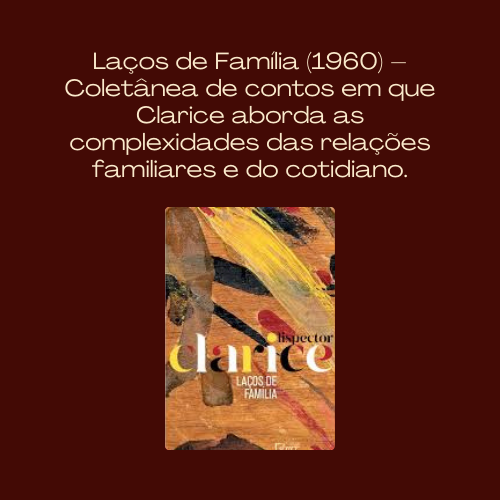 Laços de Família (1960) –
Coletânea de contos em que
Clarice aborda as
complexidades das relações
familiares e do cotidiano.
lispector
clarice
LAÇOS DE
FAMÍLIA